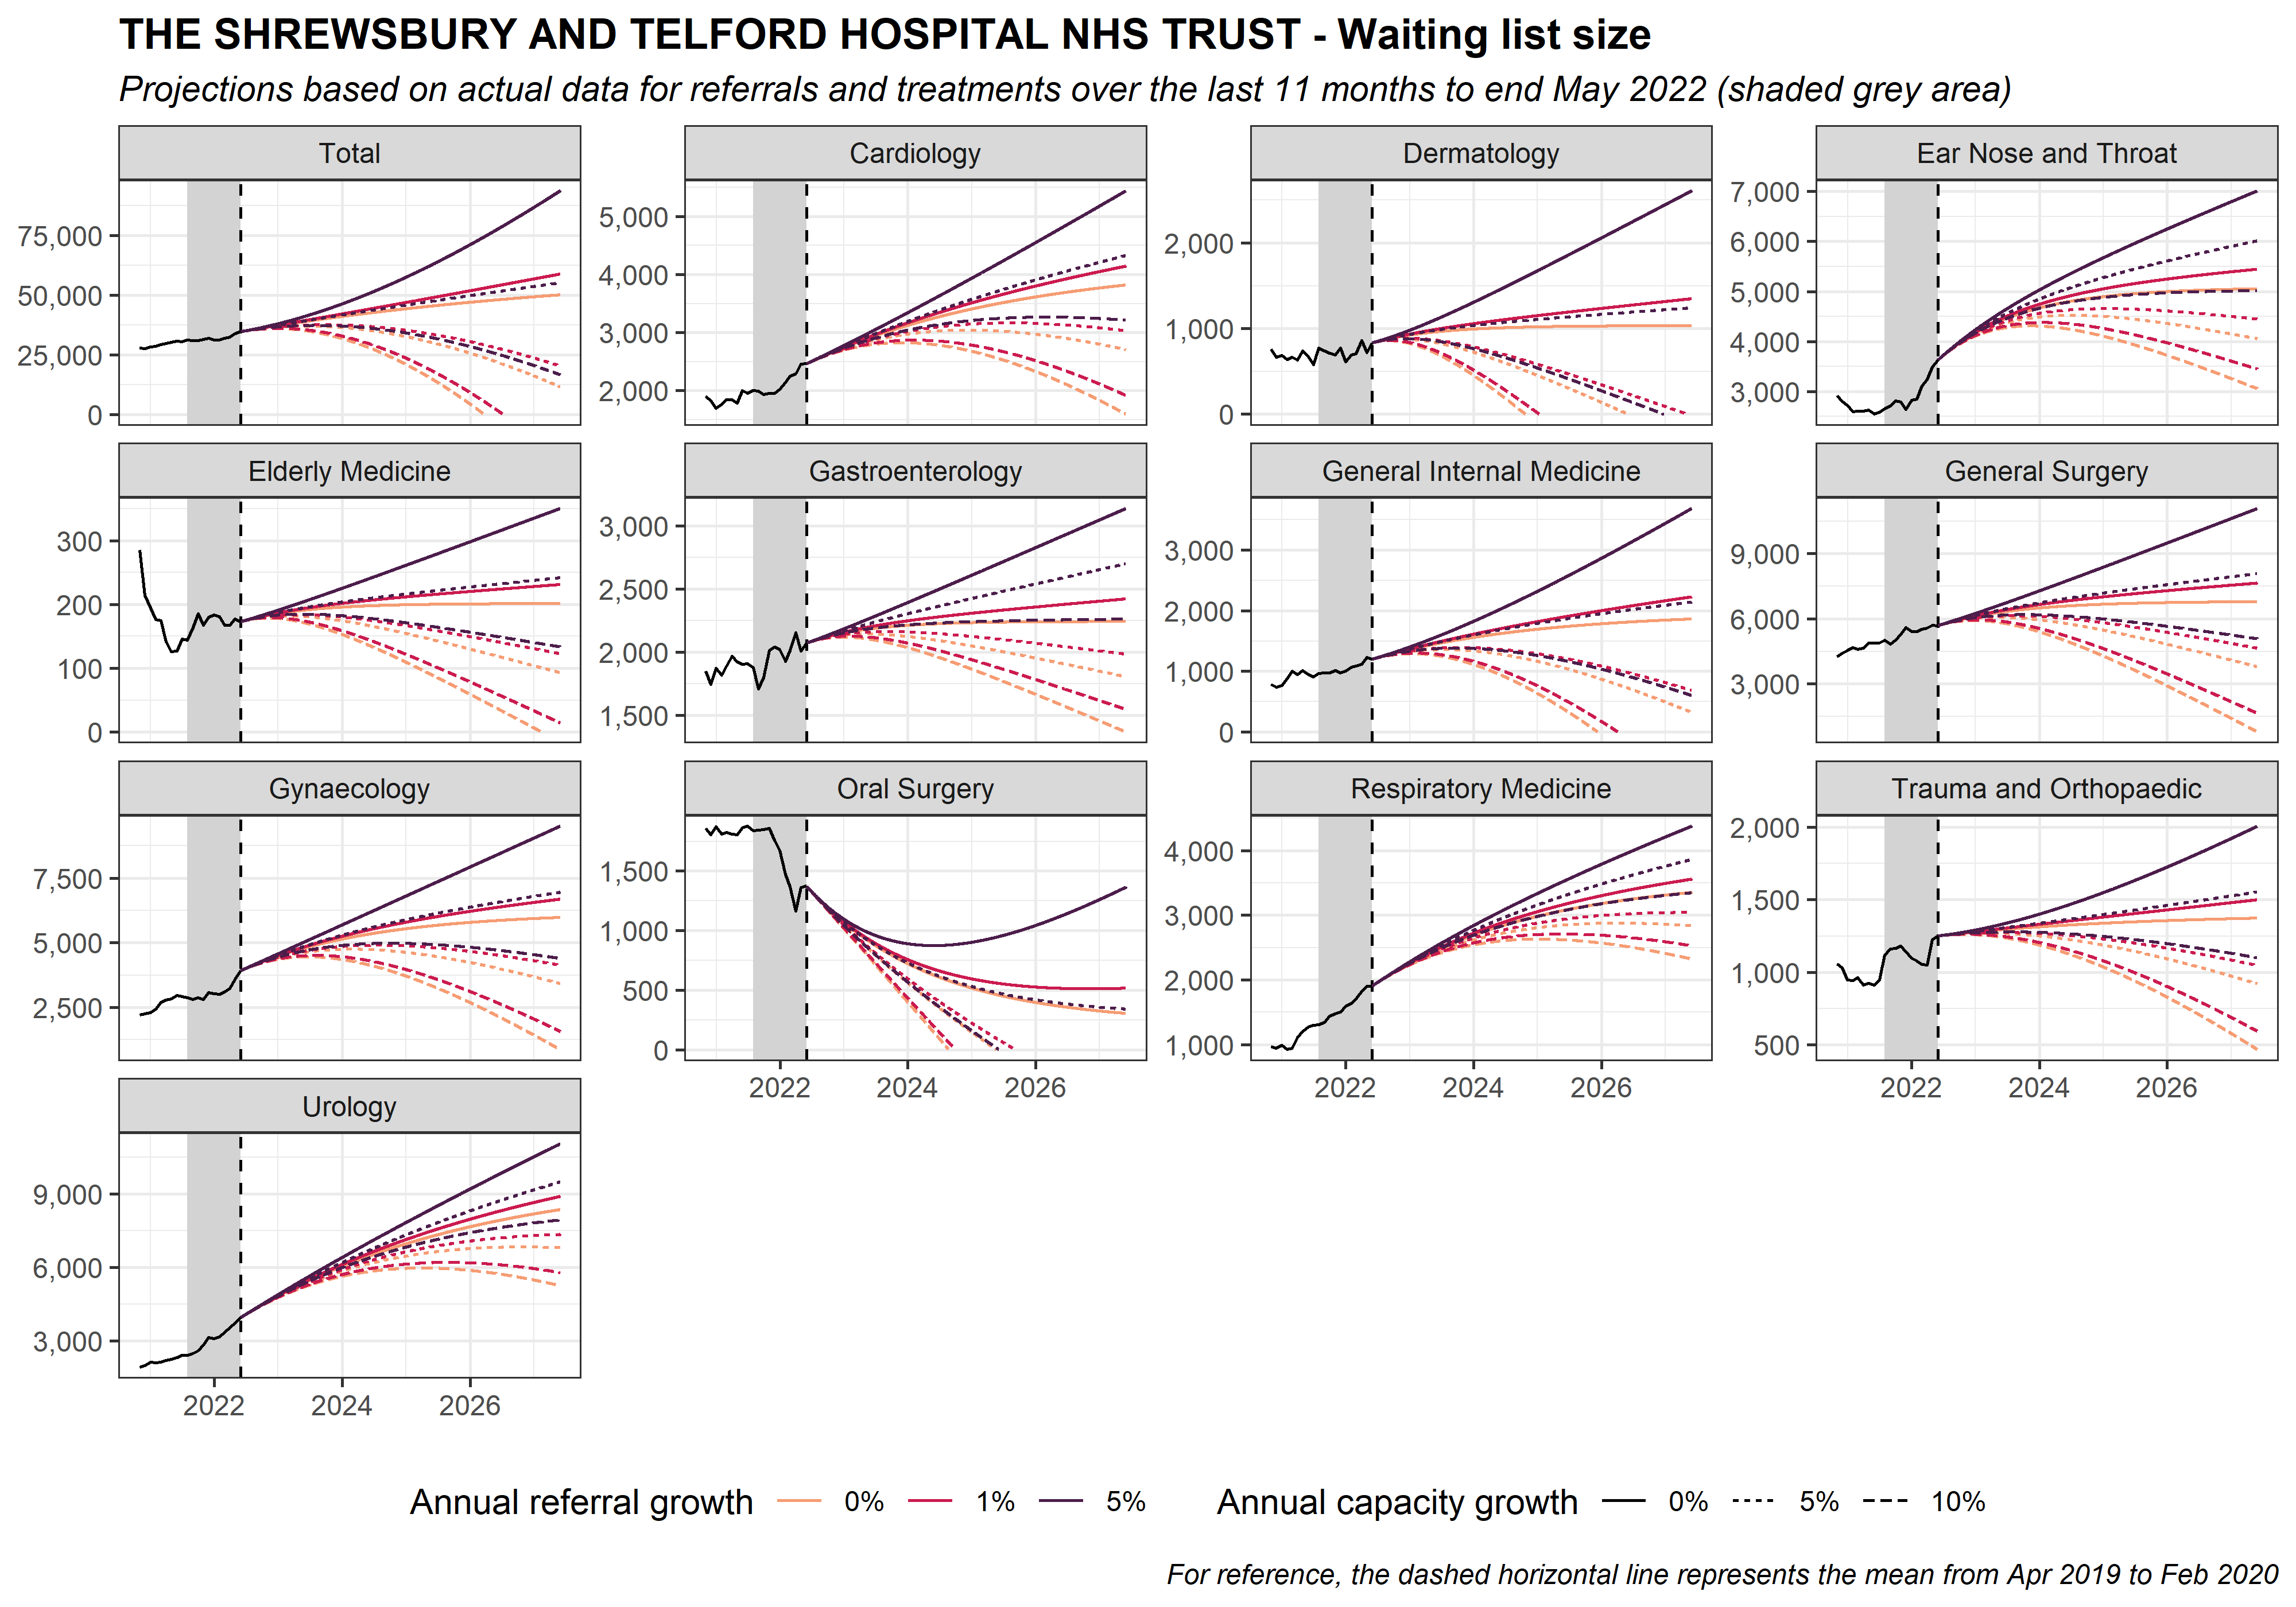 THE SHREWSBURY AND TELFORD HOSPITAL NHS TRUST - Waiting list size
Projections based on actual data for referrals and treatments over the last 11 months to end May 2022 (shaded grey area)
Total
75,000
50,000
25,000
0
Cardiology
5,000
4,000
3,000
2,000
Dermatology
2,000
1,000
0
Ear Nose and Throat
7,000
6,000
5,000
4,000
3,000
Elderly Medicine
300
200
100
0
Gastroenterology
3,000
2,500
2,000
1,500
General Internal Medicine
3,000
2,000
1,000
0
General Surgery
9,000
6,000
3,000
Gynaecology
7,500
5,000
2,500
Oral Surgery
1,500
1,000
500
0
2022 2024 2026
Respiratory Medicine
4,000
3,000
2,000
1,000
2022 2024 2026
Trauma and Orthopaedic
2,000
1,500
1,000
500
2022 2024 2026
Urology
9,000
6,000
3,000
2022 2024 2026
Annual referral growth 0% 1% 5% Annual capacity growth 0% 5% 10%
For reference, the dashed horizontal line represents the mean from Apr 2019 to Feb 2020